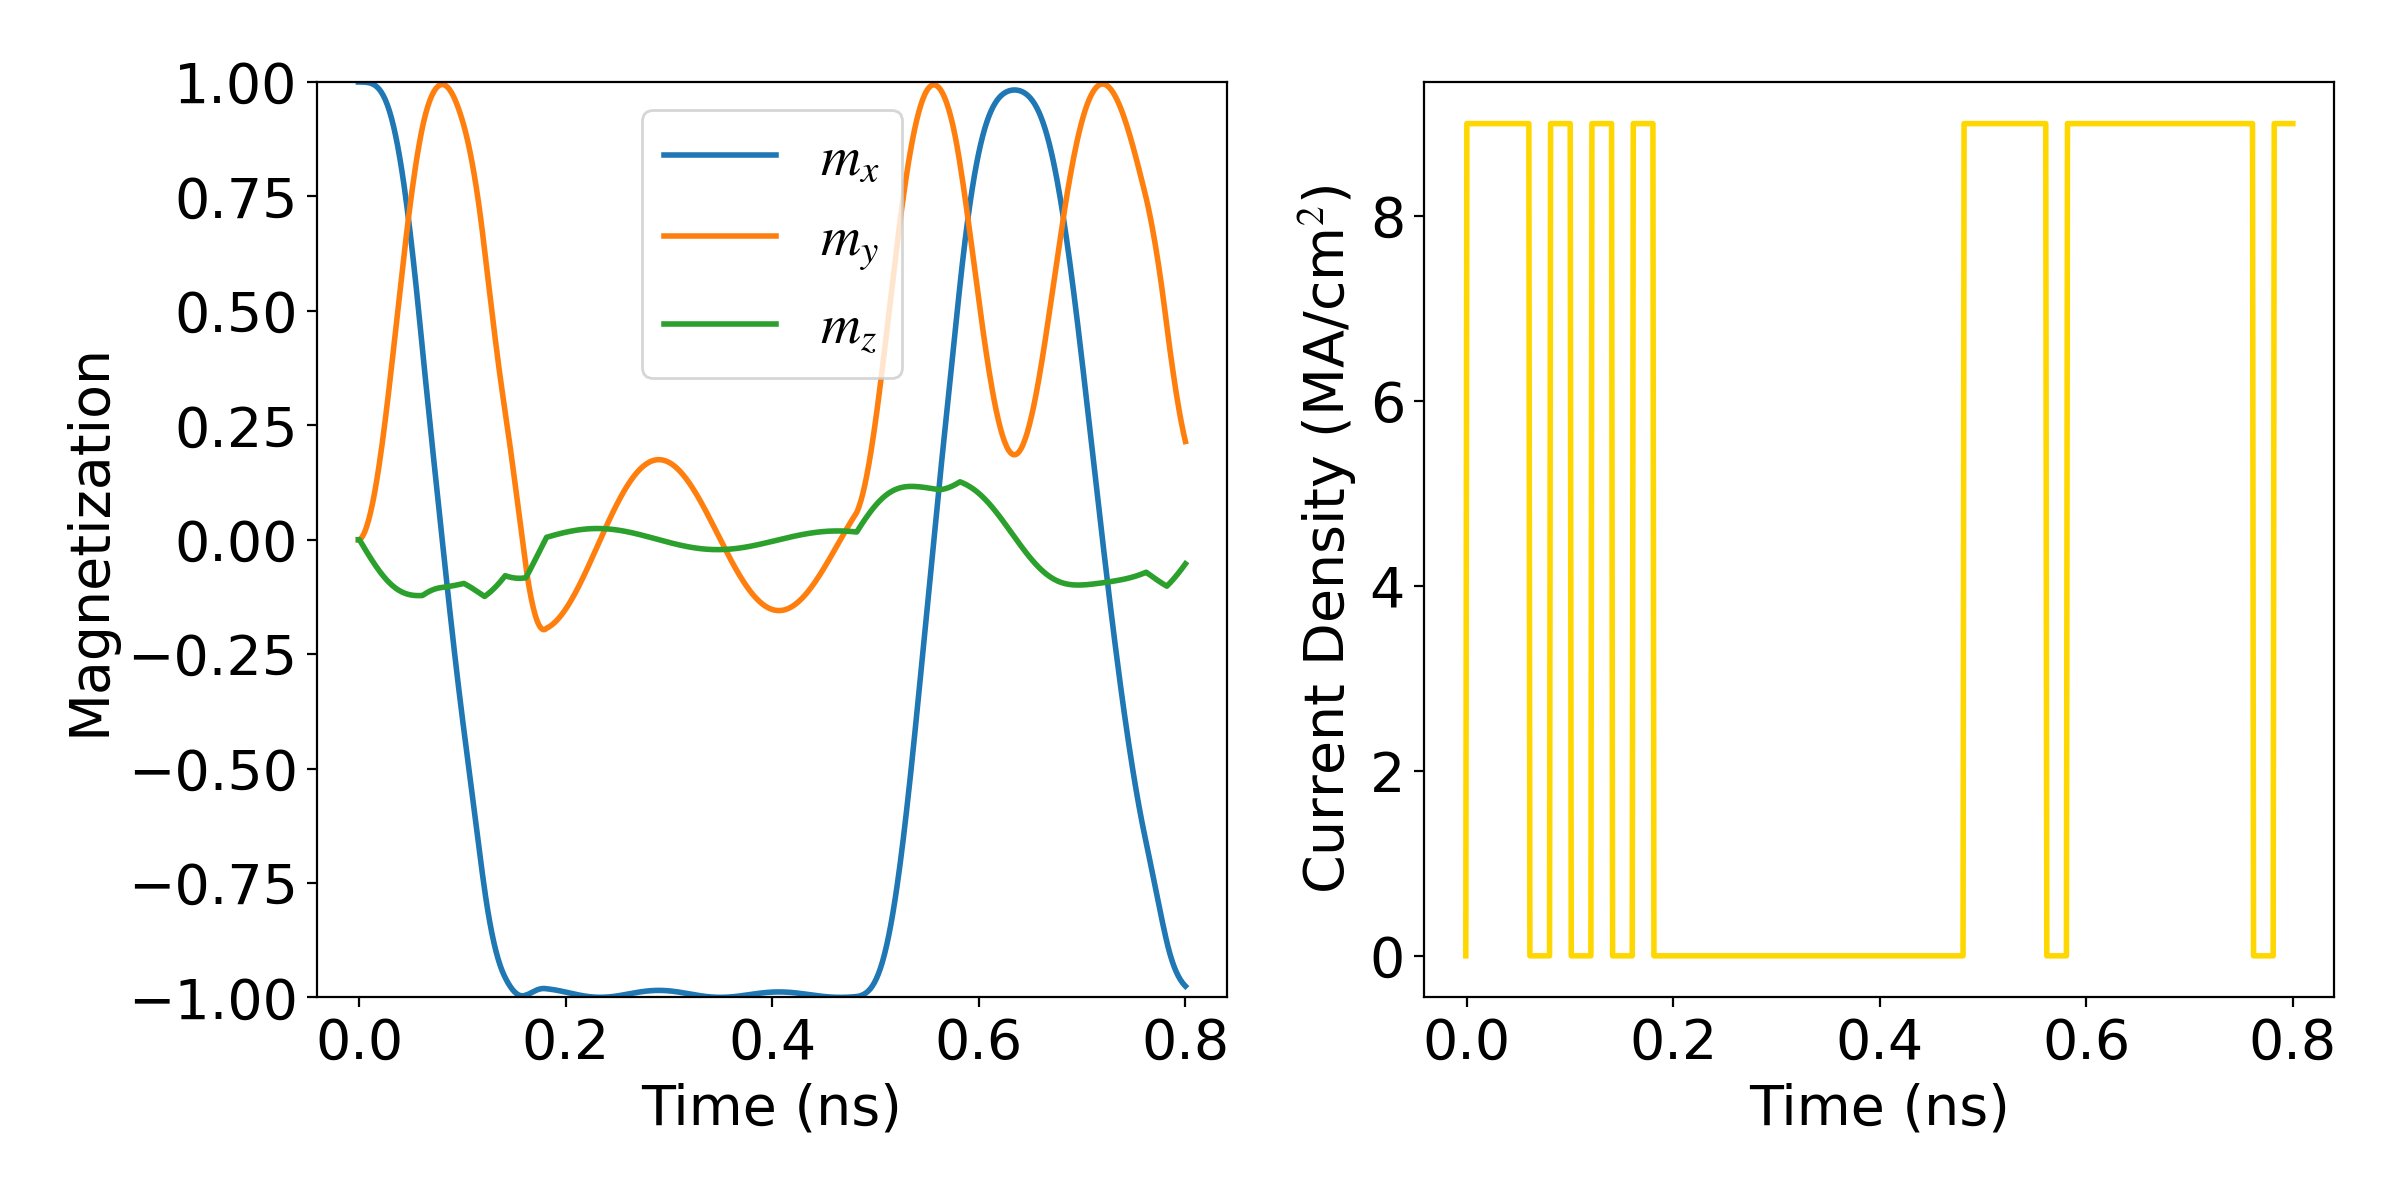 1.00
0.75
0.50
0.25
0.00
−0.25
−0.50
−0.75
−1.00
Magnetization
0.0 0.2 0.4 0.6 0.8
Time (ns)
mₓ
m_y
m_z
8
6
4
2
0
Current Density (MA/cm²)
0.0 0.2 0.4 0.6 0.8
Time (ns)